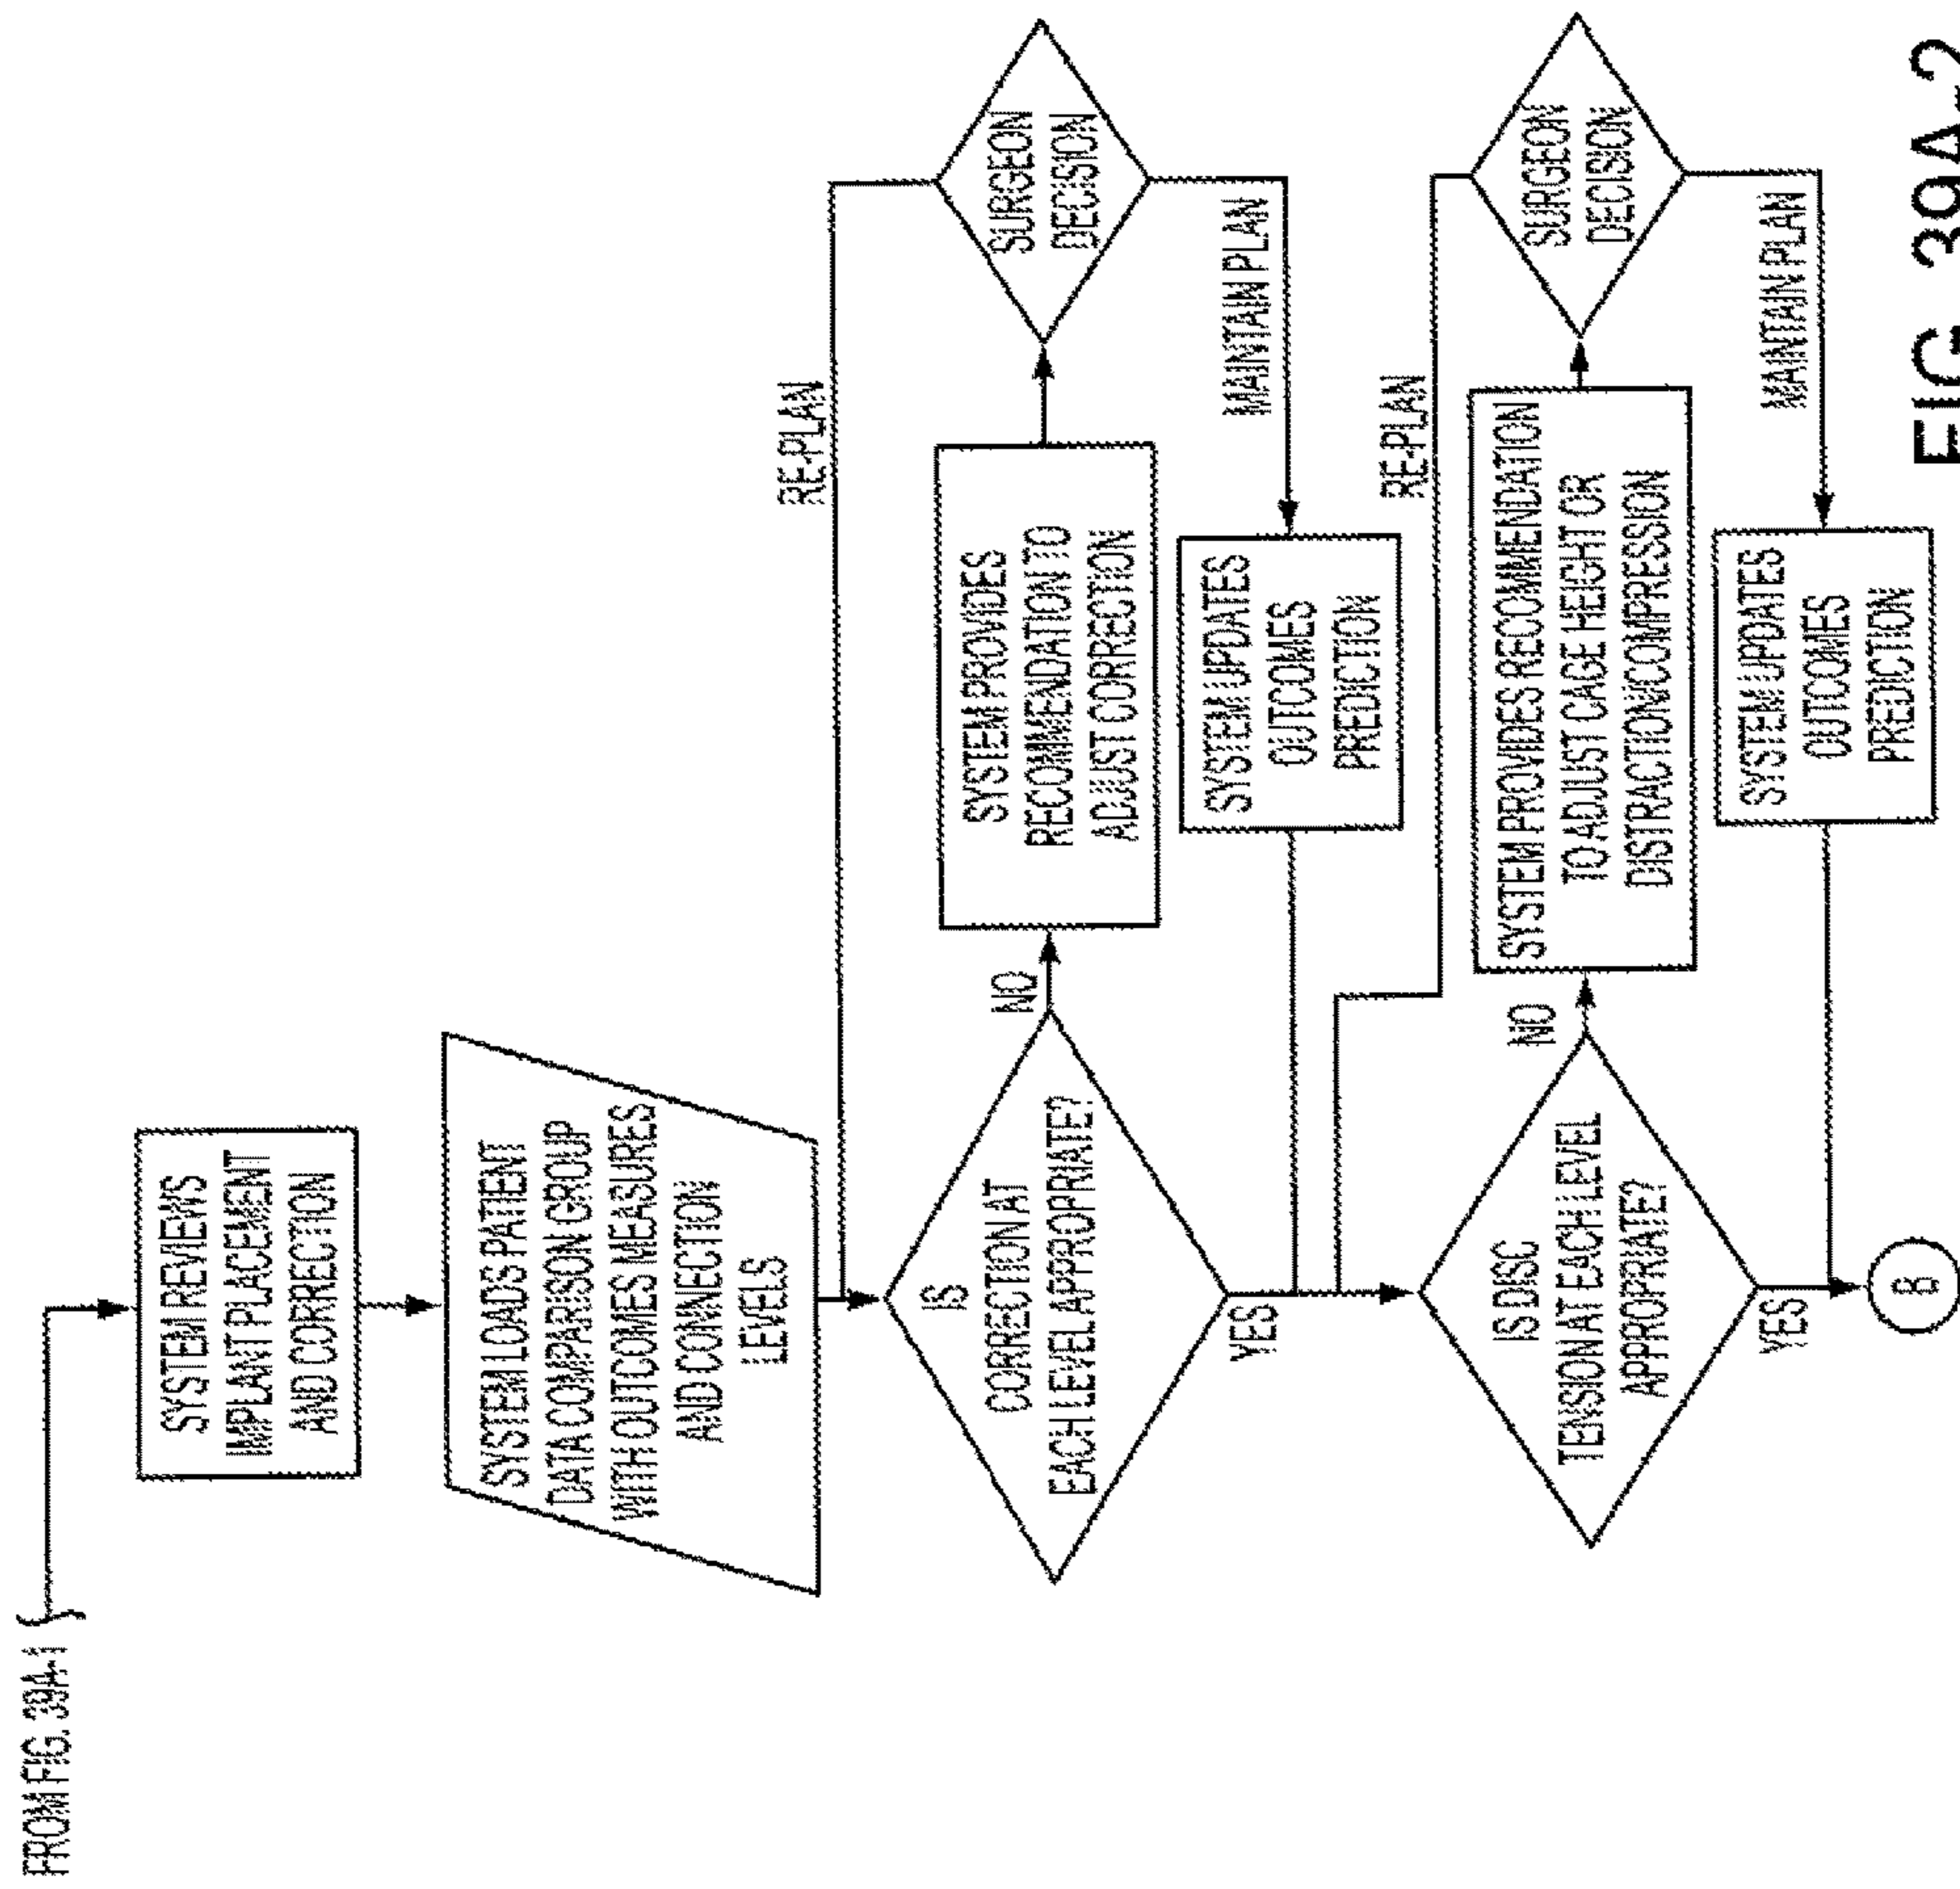 FROM FIG. 39A-1
SYSTEM REVIEWS
IMPLANT PLACEMENT
AND CORRECTION
SYSTEM LOADS PATIENT
DATA COMPARISON GROUP
WITH OUTCOMES MEASURES
AND CONNECTION
LEVELS
IS
CORRECTION AT
EACH LEVEL APPROPRIATE?
NO
SYSTEM PROVIDES
RECOMMENDATION TO
ADJUST CORRECTION
SURGEON
DECISION
RE-PLAN
MAINTAIN PLAN
SYSTEM UPDATES
OUTCOMES
PREDICTION
YES
IS DISC
TENSION AT EACH LEVEL
APPROPRIATE?
NO
SYSTEM PROVIDES RECOMMENDATION
TO ADJUST CAGE HEIGHT OR
DISTRACTION/COMPRESSION
SURGEON
DECISION
RE-PLAN
MAINTAIN PLAN
SYSTEM UPDATES
OUTCOMES
PREDICTION
YES
B
FIG. 39A-2